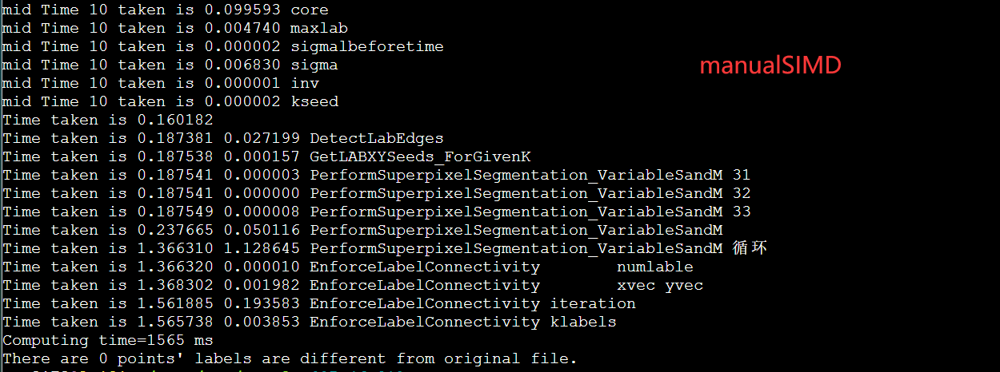 mid Time 10 taken is 0.099593 core
mid Time 10 taken is 0.004740 maxlab
mid Time 10 taken is 0.000002 sigmalbeforetime
mid Time 10 taken is 0.006830 sigma
manualSIMD
mid Time 10 taken is 0.000001 inv
mid Time 10 taken is 0.000002 kseed
Time taken is 0.160182
Time taken is 0.187381 0.027199 DetectLabEdges
Time taken is 0.187538 0.000157 GetLABXYSeeds_ForGivenK
Time taken is 0.187541 0.000003 PerformSuperpixelSegmentation_VariableSandM 31
Time taken is 0.187541 0.000000 PerformSuperpixelSegmentation_VariableSandM 32
Time taken is 0.187549 0.000008 PerformSuperpixelSegmentation_VariableSandM 33
Time taken is 0.237665 0.050116 PerformSuperpixelSegmentation_VariableSandM
Time taken is 1.366310 1.128645 PerformSuperpixelSegmentation_VariableSandM 循环
Time taken is 1.366320 0.000010 EnforceLabelConnectivity numlable
Time taken is 1.368302 0.001982 EnforceLabelConnectivity xvec yvec
Time taken is 1.561885 0.193583 EnforceLabelConnectivity iteration
Time taken is 1.565738 0.003853 EnforceLabelConnectivity klabels
Computing time=1565 ms
There are 0 points' labels are different from original file.